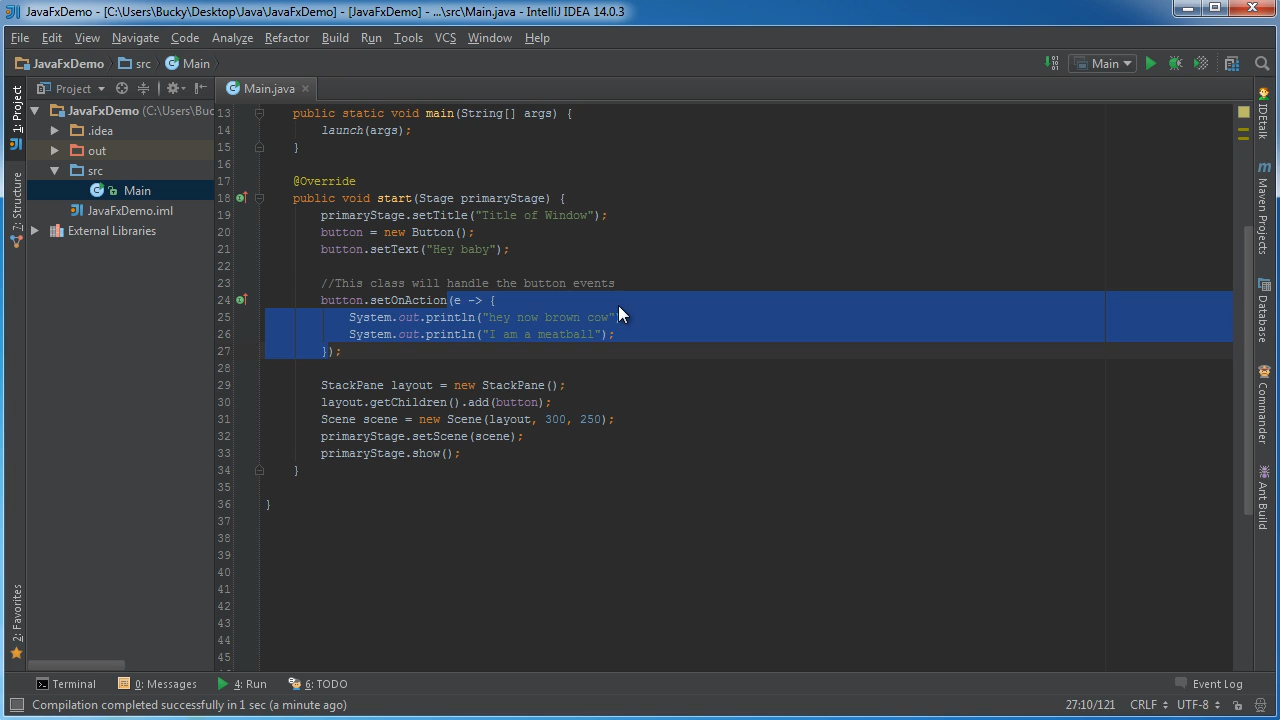 JavaFxDemo - [C:\Users\Bucky\Desktop\Java\JavaFxDemo] - [JavaFxDemo] - ...\src\Main.java - IntelliJ IDEA 14.0.3
File Edit View Navigate Code Analyze Refactor Build Run Tools VCS Window Help
JavaFxDemo src Main Main
Project Main.java
JavaFxDemo (C:\Users\Buc
.idea
out
src
Main
JavaFxDemo.iml
External Libraries
1: Project
7: Structure
2: Favorites
13 public static void main(String[] args) {
14 launch(args);
15 }
16
17 @Override
18 public void start(Stage primaryStage) {
19 primaryStage.setTitle("Title of Window");
20 button = new Button();
21 button.setText("Hey baby");
22
23 //This class will handle the button events
24 button.setOnAction(e -> {
25 System.out.println("hey now brown cow"
26 System.out.println("I am a meatball");
27 });
28
29 StackPane layout = new StackPane();
30 layout.getChildren().add(button);
31 Scene scene = new Scene(layout, 300, 250);
32 primaryStage.setScene(scene);
33 primaryStage.show();
34 }
35
36 }
37
38
39
40
41
42
43
44
45
IDEtalk
Maven Projects
Database
Commander
Ant Build
Terminal 0: Messages 4: Run 6: TODO Event Log
Compilation completed successfully in 1 sec (a minute ago) 27:10/121 CRLF UTF-8